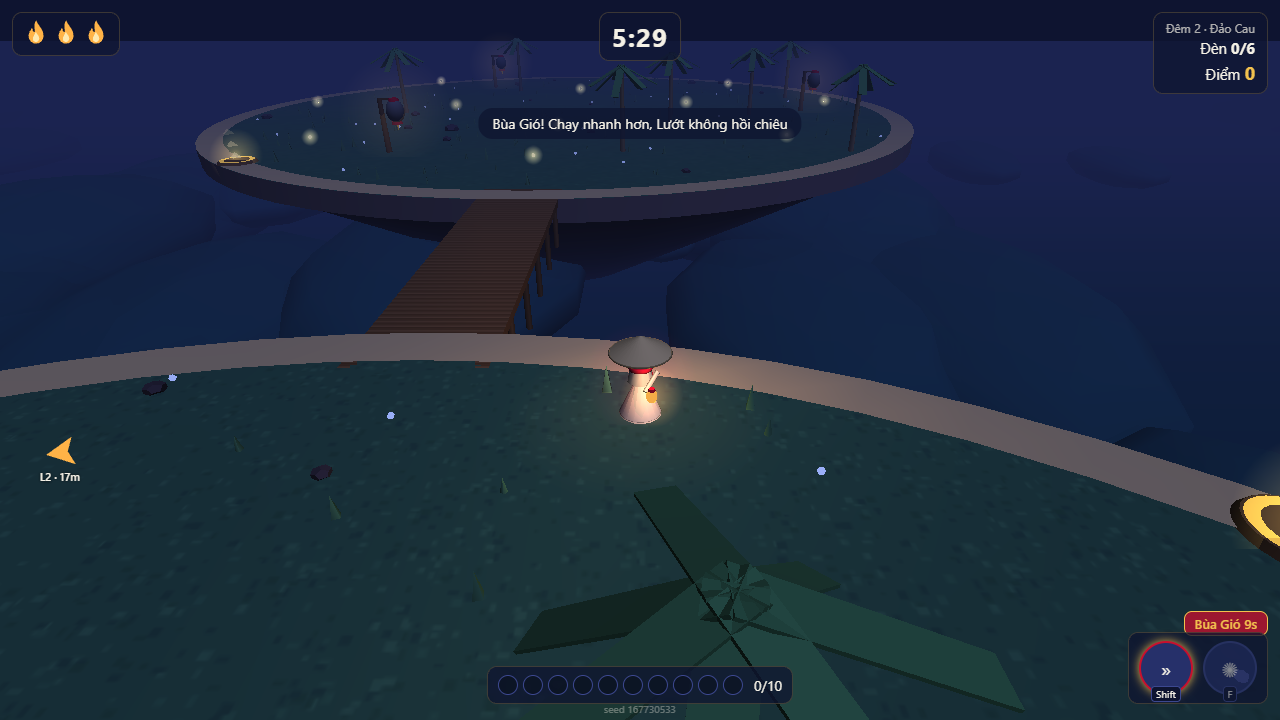 5:29
Đêm 2 · Đảo Cau
Đèn 0/6
Điểm 0
Bùa Gió! Chạy nhanh hơn, Lướt không hồi chiêu
L2 · 17m
Bùa Gió 9s
»
Shift
F
0/10
seed 167730533